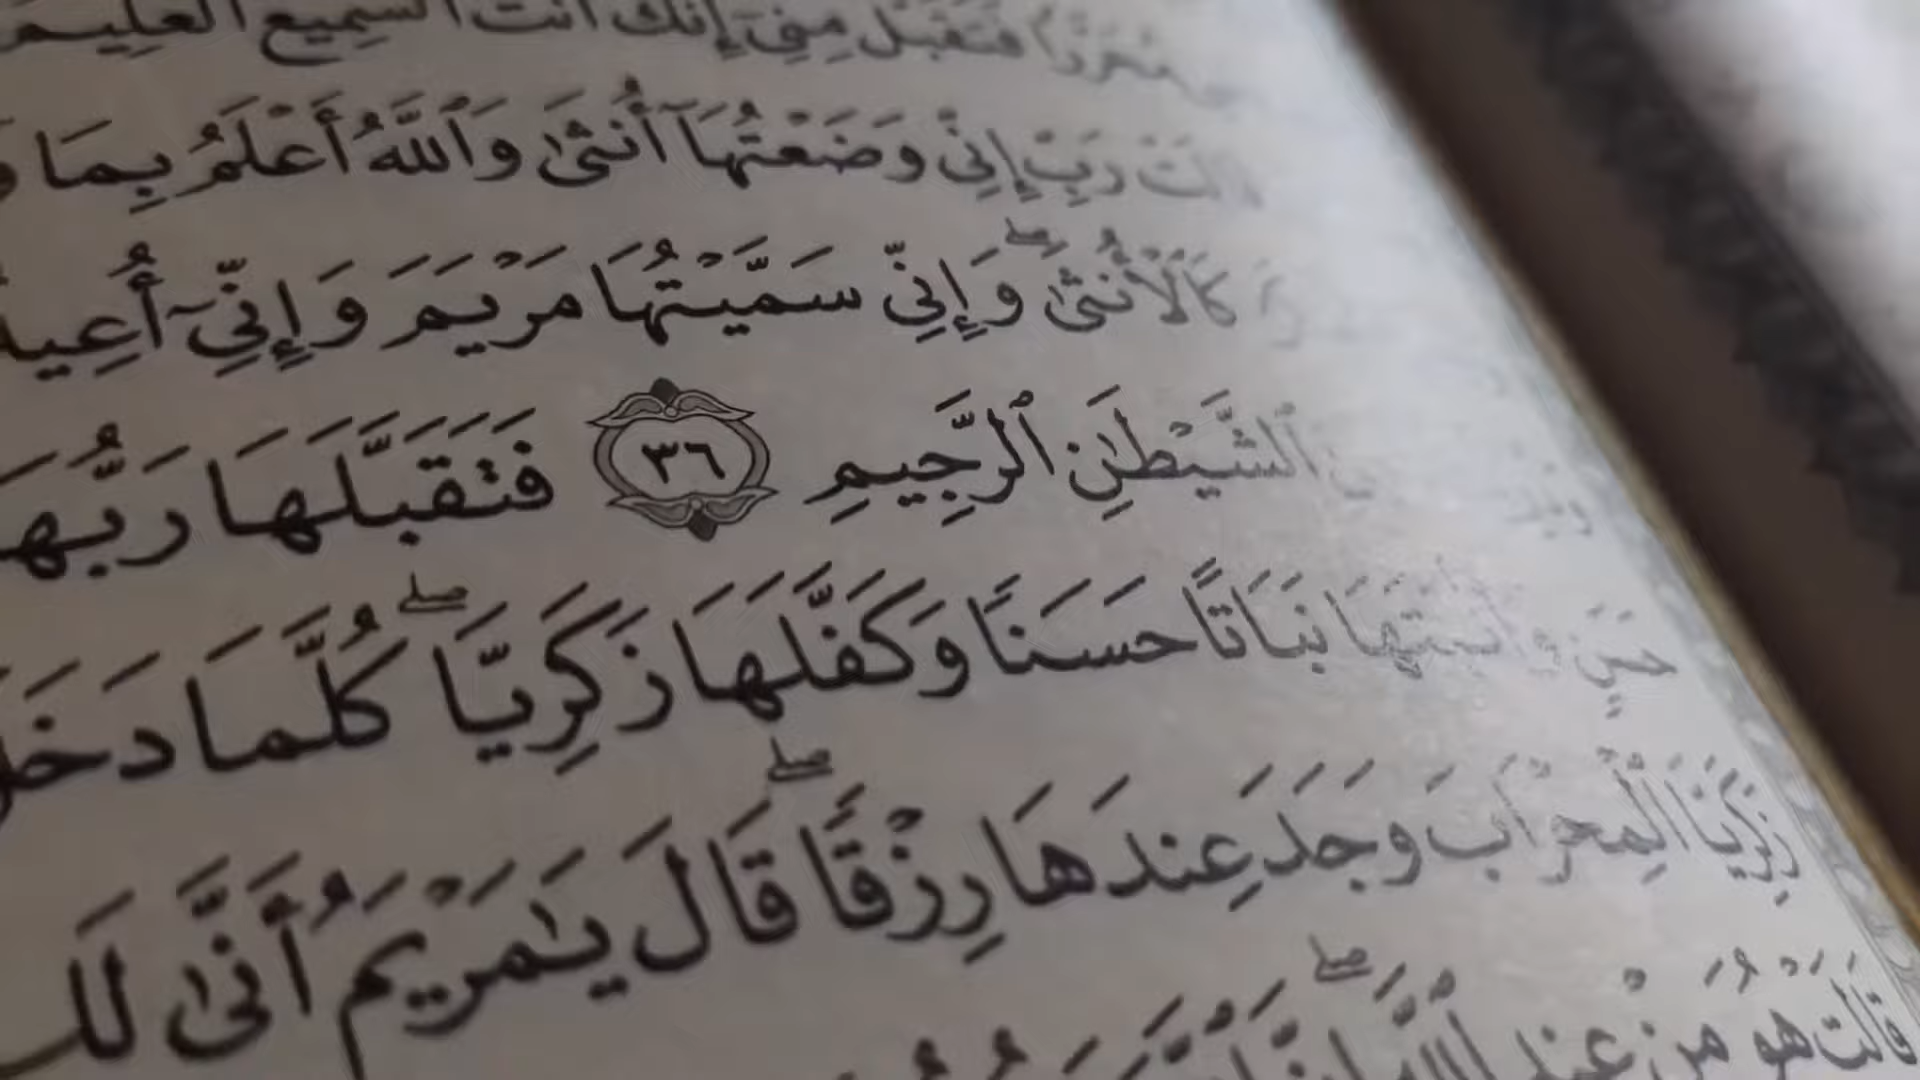 فَتَقَبَّلْ مِنِّىٓ إِنَّكَ أَنتَ ٱلسَّمِيعُ ٱلْعَلِيمُ
رَبِّ إِنِّى وَضَعْتُهَآ أُنثَىٰ وَٱللَّهُ أَعْلَمُ بِمَا
كَٱلْأُنثَىٰ ۖ وَإِنِّى سَمَّيْتُهَا مَرْيَمَ وَإِنِّىٓ
ٱلشَّيْطَٰنِ ٱلرَّجِيمِ ٣٦ فَتَقَبَّلَهَا رَبُّهَا
نَبَاتًا حَسَنًا وَكَفَّلَهَا زَكَرِيَّا ۖ كُلَّمَا دَخَلَ
زَكَرِيَّا ٱلْمِحْرَابَ وَجَدَ عِندَهَا رِزْقًا ۖ قَالَ يَٰمَرْيَمُ أَنَّىٰ
قَالَتْ هُوَ مِنْ عِندِ ٱللَّهِ ۖ